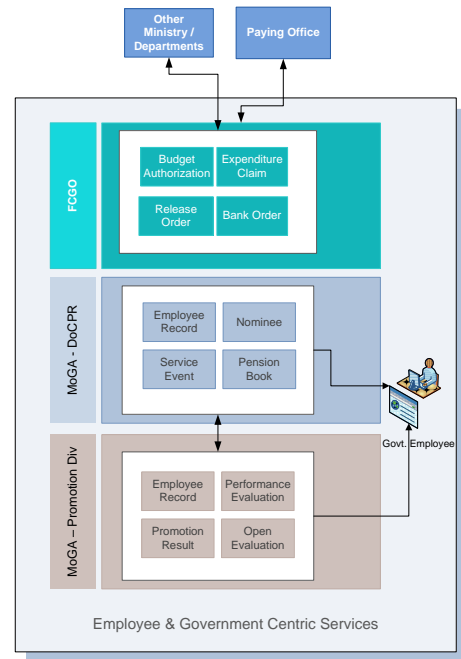 Other
Ministry /
Departments
Paying Office
FCGO
Budget
Authorization
Expenditure
Claim
Release
Order
Bank Order
MoGA - DoCPR
Employee
Record
Nominee
Service
Event
Pension
Book
Govt. Employee
MoGA – Promotion Div
Employee
Record
Performance
Evaluation
Promotion
Result
Open
Evaluation
Employee & Government Centric Services